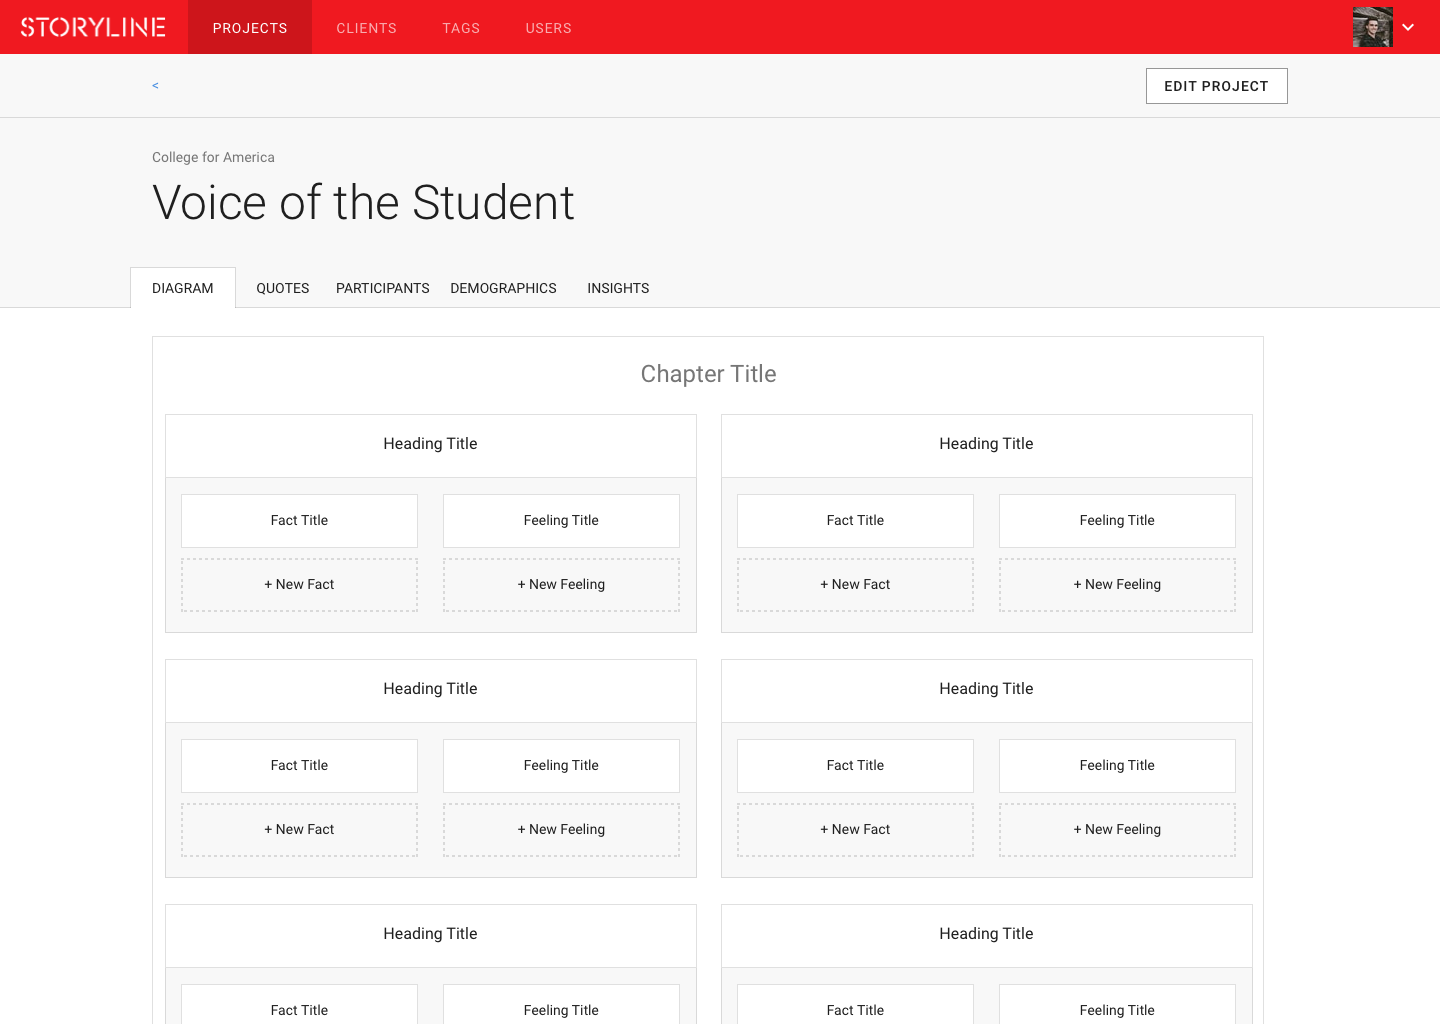 STORYLINE PROJECTS CLIENTS TAGS USERS
< EDIT PROJECT
College for America
Voice of the Student
DIAGRAM QUOTES PARTICIPANTS DEMOGRAPHICS INSIGHTS
Chapter Title
Heading Title Heading Title
Fact Title Feeling Title Fact Title Feeling Title
+ New Fact + New Feeling + New Fact + New Feeling
Heading Title Heading Title
Fact Title Feeling Title Fact Title Feeling Title
+ New Fact + New Feeling + New Fact + New Feeling
Heading Title Heading Title
Fact Title Feeling Title Fact Title Feeling Title